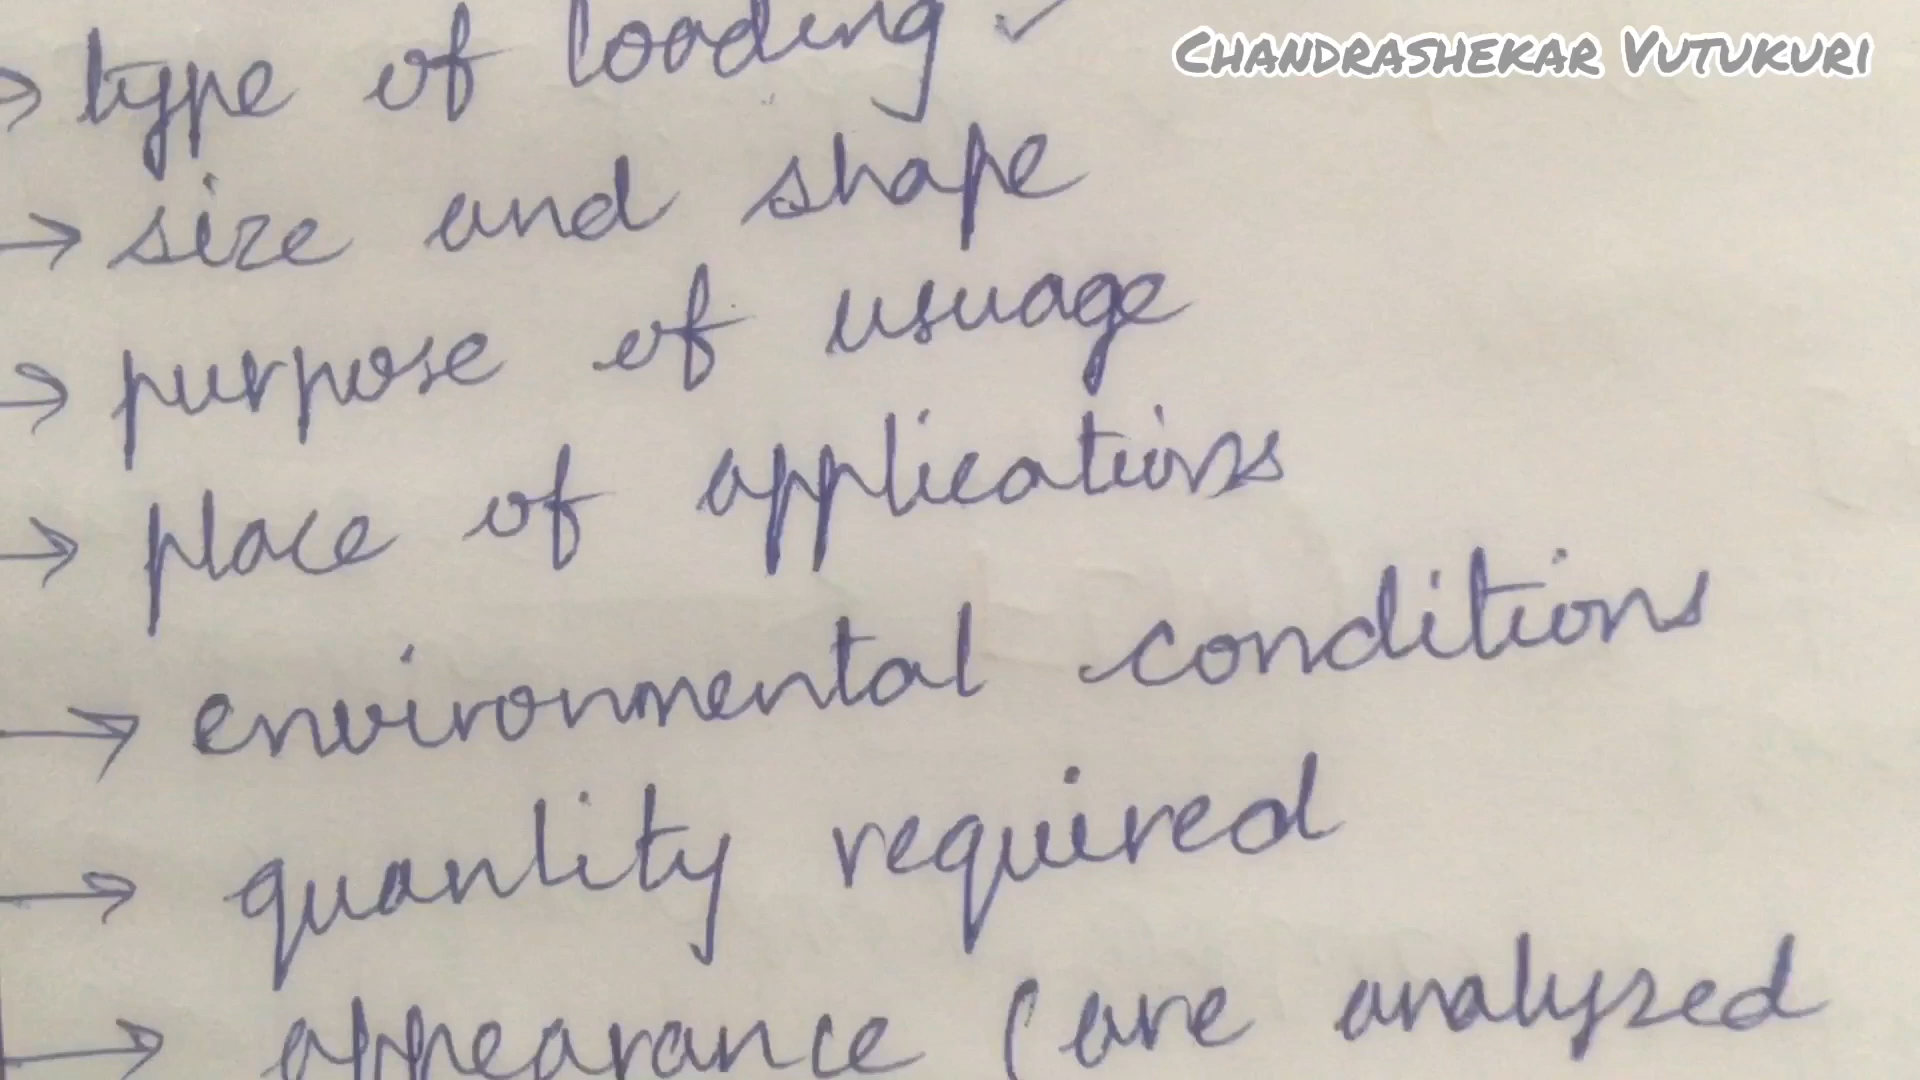 CHANDRASHEKAR VUTUKURI
→ type of loading ✓
→ size and shape
→ purpose of usuage
→ place of applications
→ environmental conditions
→ quantity required
→ appearance (are analyzed